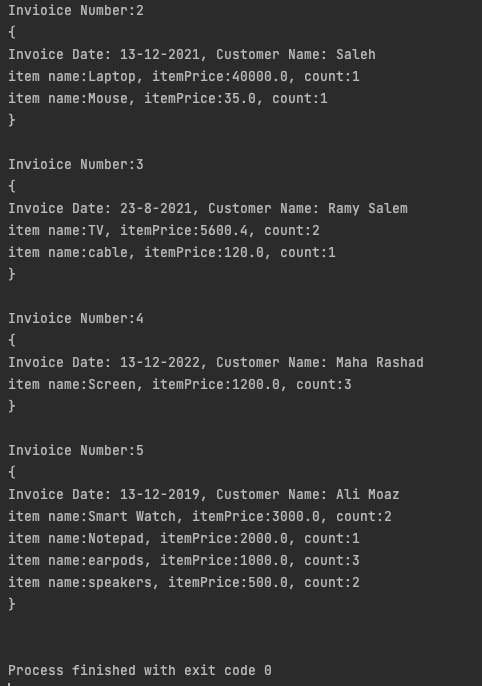 Invioice Number:2
{
Invoice Date: 13-12-2021, Customer Name: Saleh
item name:Laptop, itemPrice:40000.0, count:1
item name:Mouse, itemPrice:35.0, count:1
}
Invioice Number:3
{
Invoice Date: 23-8-2021, Customer Name: Ramy Salem
item name:TV, itemPrice:5600.4, count:2
item name:cable, itemPrice:120.0, count:1
}
Invioice Number:4
{
Invoice Date: 13-12-2022, Customer Name: Maha Rashad
item name:Screen, itemPrice:1200.0, count:3
}
Invioice Number:5
{
Invoice Date: 13-12-2019, Customer Name: Ali Moaz
item name:Smart Watch, itemPrice:3000.0, count:2
item name:Notepad, itemPrice:2000.0, count:1
item name:earpods, itemPrice:1000.0, count:3
item name:speakers, itemPrice:500.0, count:2
}
Process finished with exit code 0